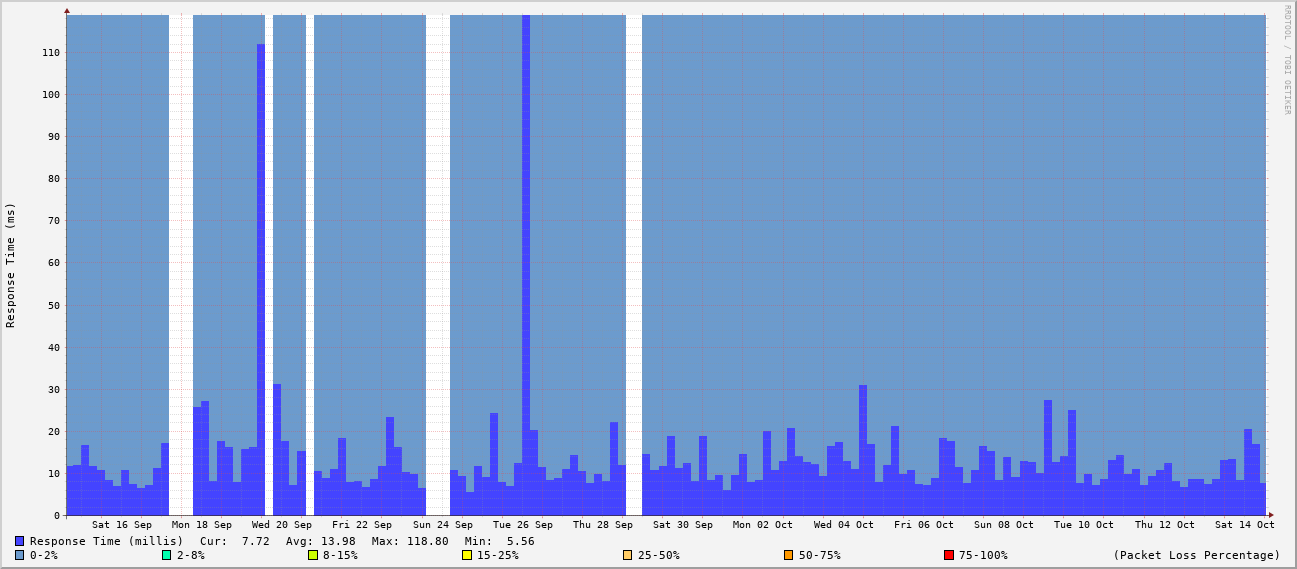 RRDTOOL / TOBI OETIKER
Response Time (ms)
110
100
90
80
70
60
50
40
30
20
10
0
Sat 16 Sep Mon 18 Sep Wed 20 Sep Fri 22 Sep Sun 24 Sep Tue 26 Sep Thu 28 Sep Sat 30 Sep Mon 02 Oct Wed 04 Oct Fri 06 Oct Sun 08 Oct Tue 10 Oct Thu 12 Oct Sat 14 Oct
Response Time (millis) Cur: 7.72 Avg: 13.98 Max: 118.80 Min: 5.56
0-2% 2-8% 8-15% 15-25% 25-50% 50-75% 75-100% (Packet Loss Percentage)